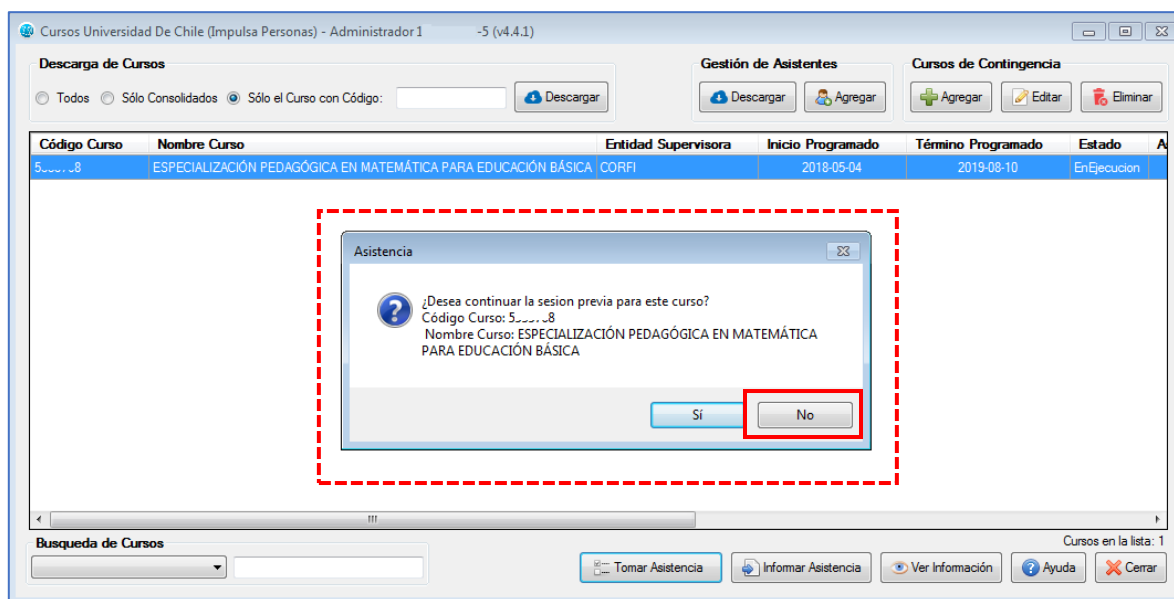 Cursos Universidad De Chile (Impulsa Personas) - Administrador 1 -5 (v4.4.1)
Descarga de Cursos Gestión de Asistentes Cursos de Contingencia
Todos Sólo Consolidados Sólo el Curso con Código: Descargar Descargar Agregar Agregar Editar Eliminar
Código Curso Nombre Curso Entidad Supervisora Inicio Programado Término Programado Estado
ESPECIALIZACIÓN PEDAGÓGICA EN MATEMÁTICA PARA EDUCACIÓN BÁSICA CORFI 2018-05-04 2019-08-10 EnEjecucion
Asistencia
¿Desea continuar la sesion previa para este curso?
Código Curso:
Nombre Curso: ESPECIALIZACIÓN PEDAGÓGICA EN MATEMÁTICA
PARA EDUCACIÓN BÁSICA
Sí No
Busqueda de Cursos Cursos en la lista: 1
Tomar Asistencia Informar Asistencia Ver Información Ayuda Cerrar